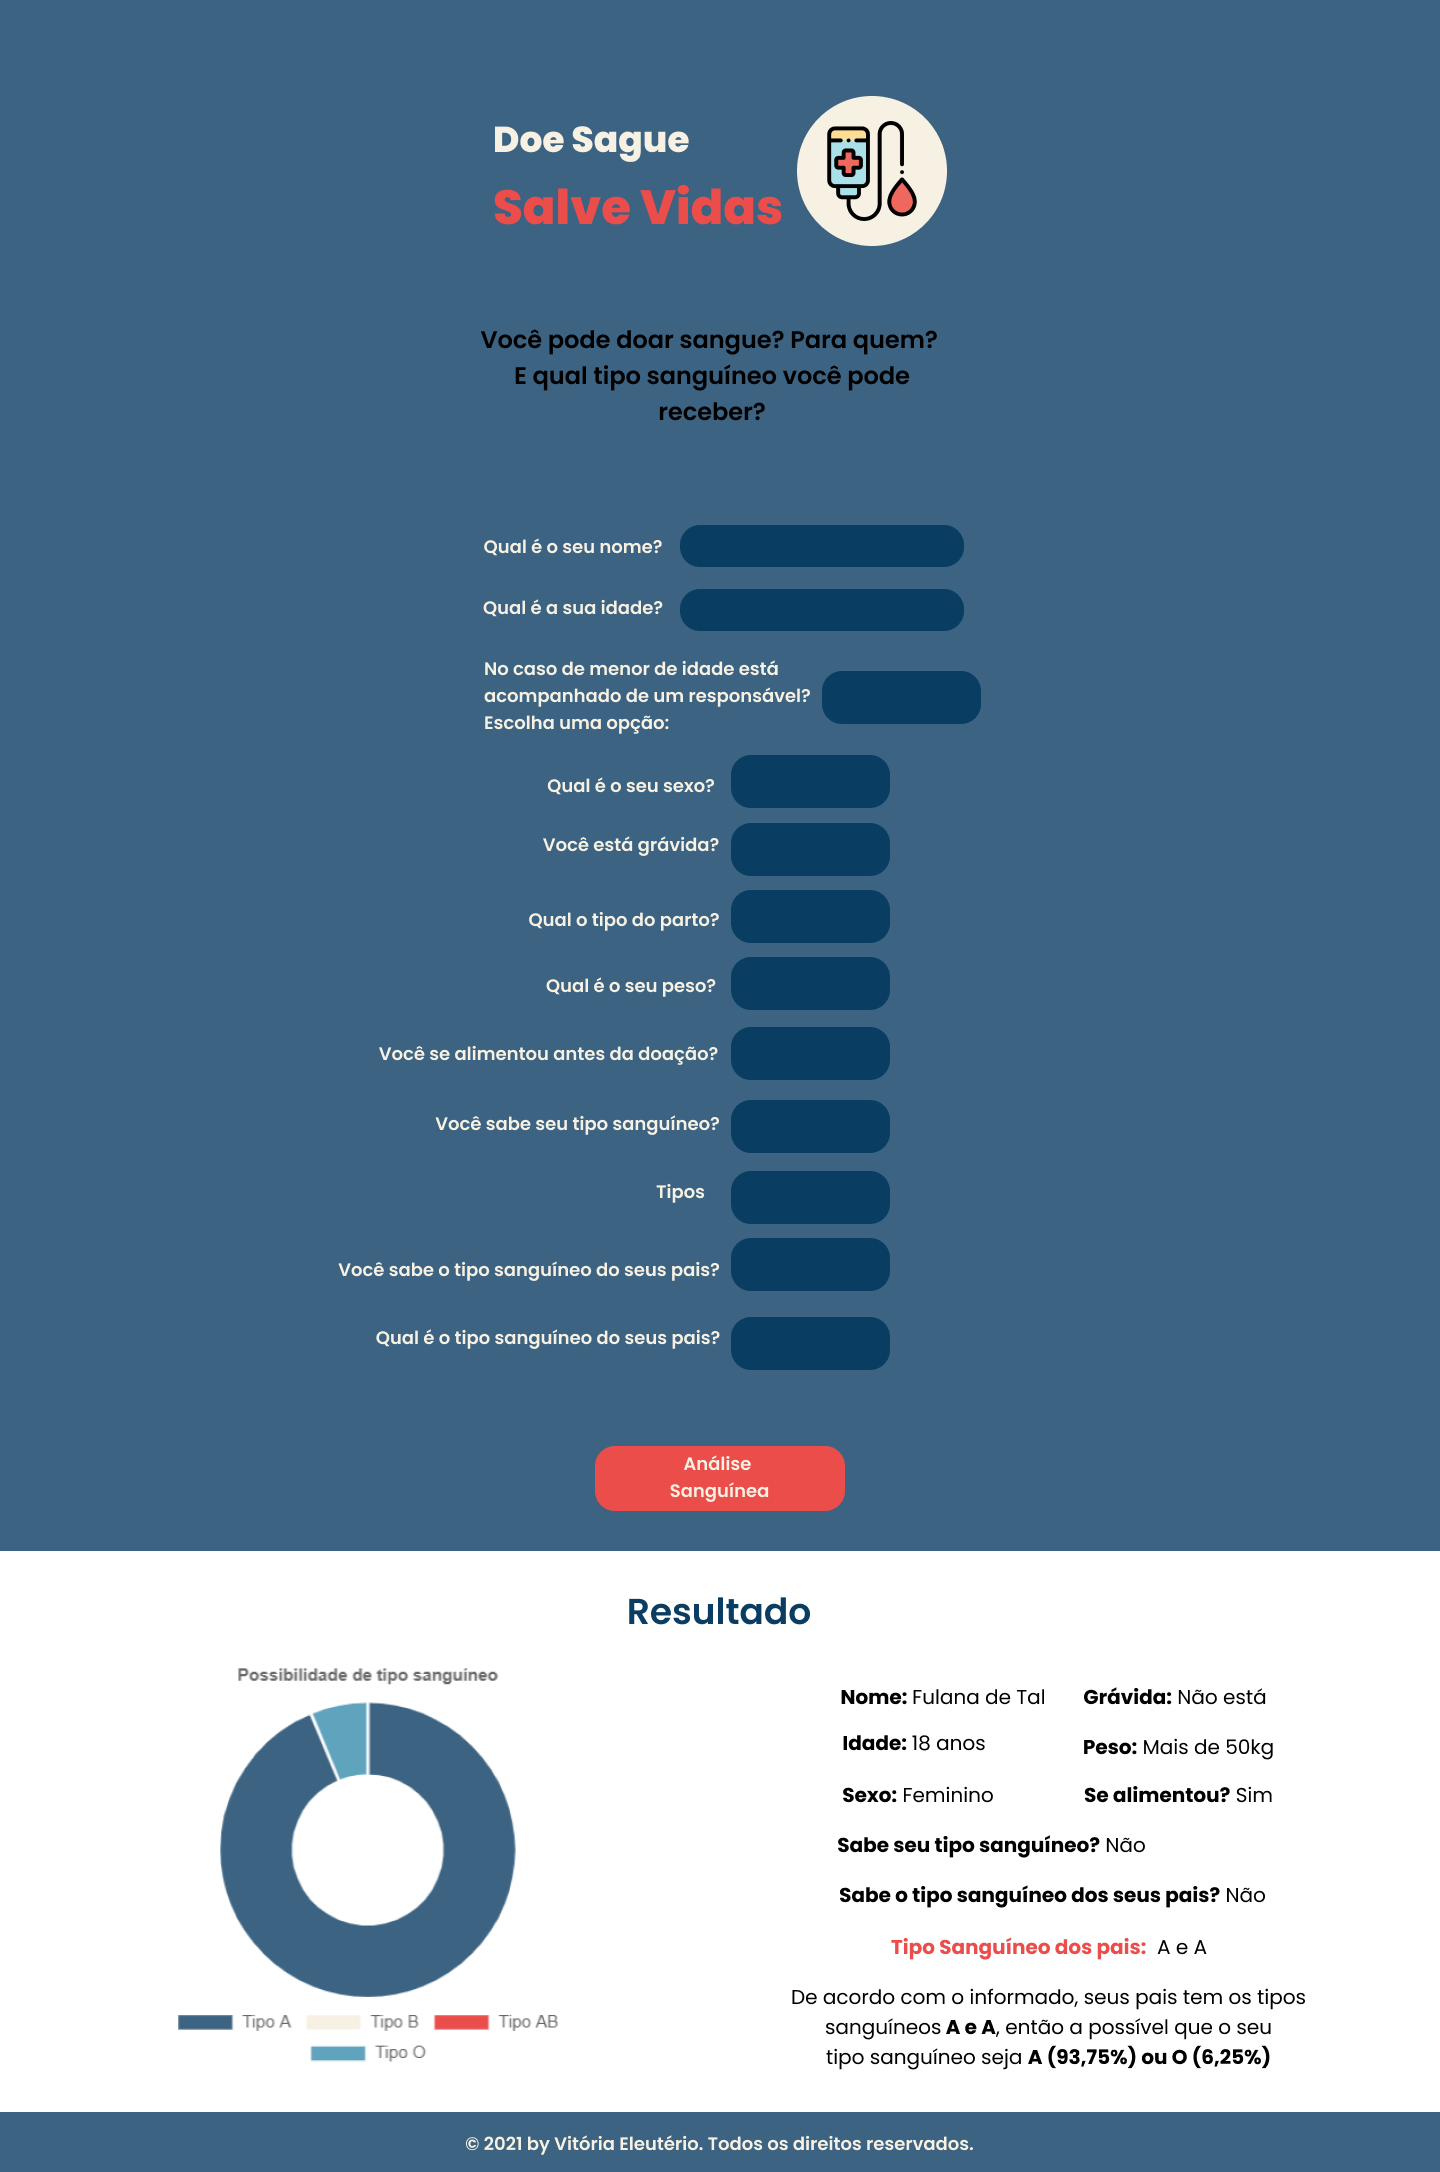 Doe Sague
Salve Vidas
Você pode doar sangue? Para quem?
E qual tipo sanguíneo você pode
receber?
Qual é o seu nome?
Qual é a sua idade?
No caso de menor de idade está
acompanhado de um responsável?
Escolha uma opção:
Qual é o seu sexo?
Você está grávida?
Qual o tipo do parto?
Qual é o seu peso?
Você se alimentou antes da doação?
Você sabe seu tipo sanguíneo?
Tipos
Você sabe o tipo sanguíneo do seus pais?
Qual é o tipo sanguíneo do seus pais?
Análise
Sanguínea
Resultado
Possibilidade de tipo sanguíneo
Tipo A Tipo B Tipo AB
Tipo O
Nome: Fulana de Tal Grávida: Não está
Idade: 18 anos Peso: Mais de 50kg
Sexo: Feminino Se alimentou? Sim
Sabe seu tipo sanguíneo? Não
Sabe o tipo sanguíneo dos seus pais? Não
Tipo Sanguíneo dos pais: A e A
De acordo com o informado, seus pais tem os tipos
sanguíneos A e A, então a possível que o seu
tipo sanguíneo seja A (93,75%) ou O (6,25%)
© 2021 by Vitória Eleutério. Todos os direitos reservados.